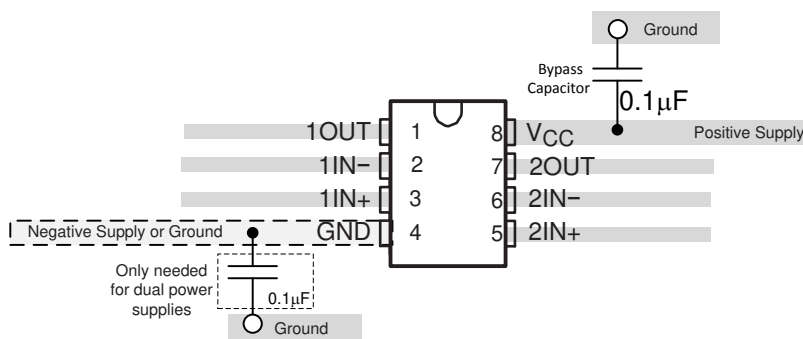 Ground
Bypass
Capacitor
0.1μF
1OUT 1 8 VCC Positive Supply
1IN− 2 7 2OUT
1IN+ 3 6 2IN−
Negative Supply or Ground GND 4 5 2IN+
Only needed
for dual power
supplies
0.1μF
Ground